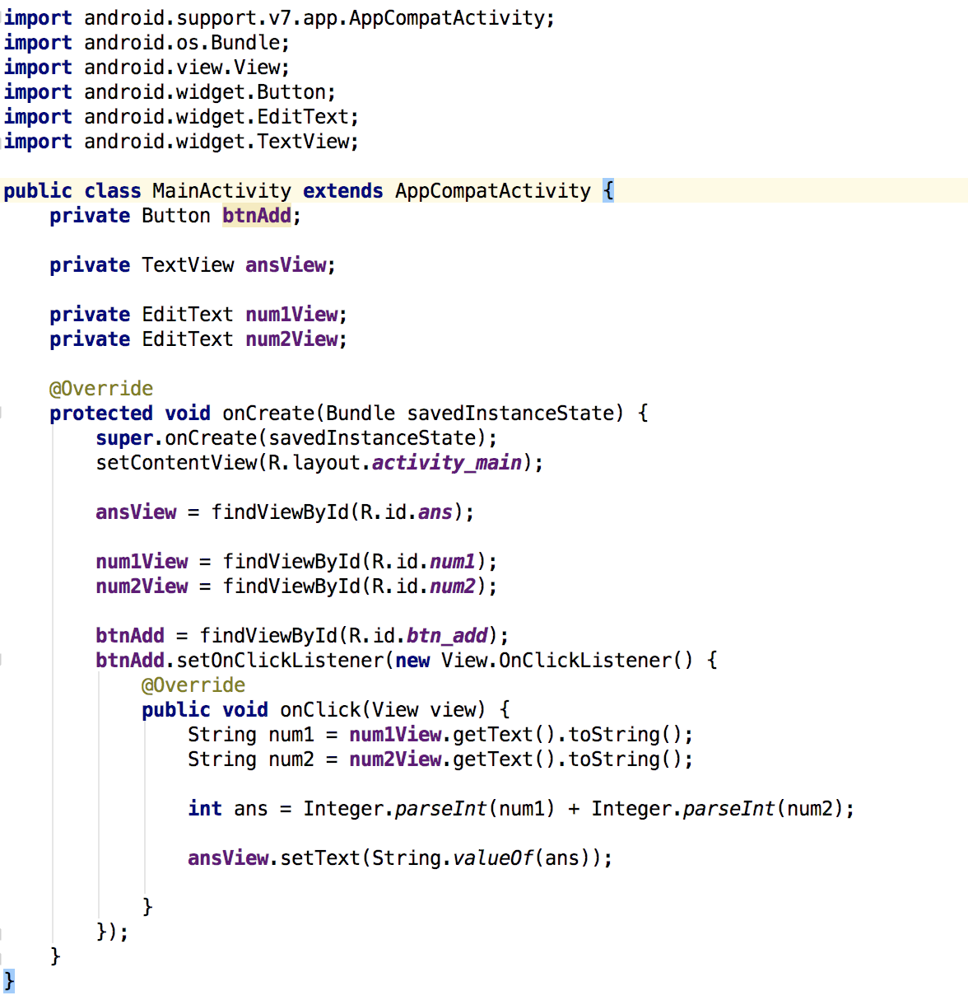 import android.support.v7.app.AppCompatActivity;
import android.os.Bundle;
import android.view.View;
import android.widget.Button;
import android.widget.EditText;
import android.widget.TextView;

public class MainActivity extends AppCompatActivity {
    private Button btnAdd;

    private TextView ansView;

    private EditText num1View;
    private EditText num2View;

    @Override
    protected void onCreate(Bundle savedInstanceState) {
        super.onCreate(savedInstanceState);
        setContentView(R.layout.activity_main);

        ansView = findViewById(R.id.ans);

        num1View = findViewById(R.id.num1);
        num2View = findViewById(R.id.num2);

        btnAdd = findViewById(R.id.btn_add);
        btnAdd.setOnClickListener(new View.OnClickListener() {
            @Override
            public void onClick(View view) {
                String num1 = num1View.getText().toString();
                String num2 = num2View.getText().toString();

                int ans = Integer.parseInt(num1) + Integer.parseInt(num2);

                ansView.setText(String.valueOf(ans));

            }
        });
    }
}